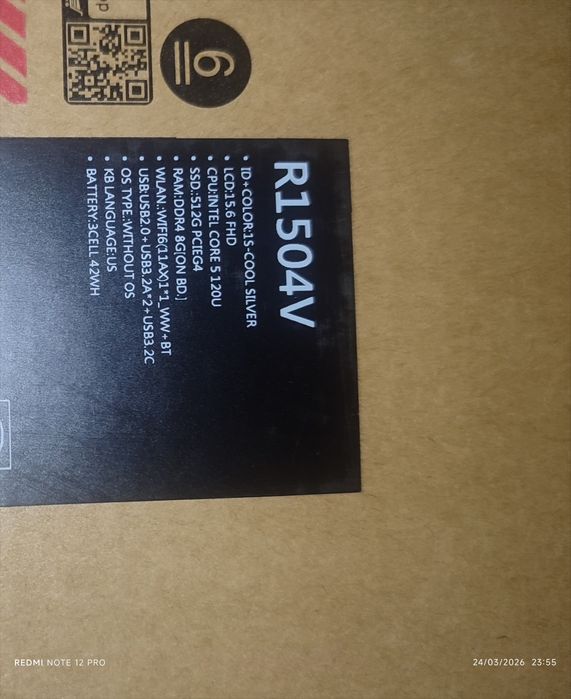 pp
6
R1504V
• ID+COLOR:1S-COOL SILVER
• LCD:15.6 FHD
• CPU:INTEL CORE 5 120U
• SSD.:512G PCIEG4
• RAM:DDR4 8G[ON BD.]
• WLAN.:WIFI6(11AX)1*1_WW+BT
• USB:USB2.0+USB3.2A*2+USB3.2C
• OS TYPE:WITHOUT OS
• KB LANGUAGE:US
• BATTERY:3CELL 42WH
REDMI NOTE 12 PRO
24/03/2026 23:55